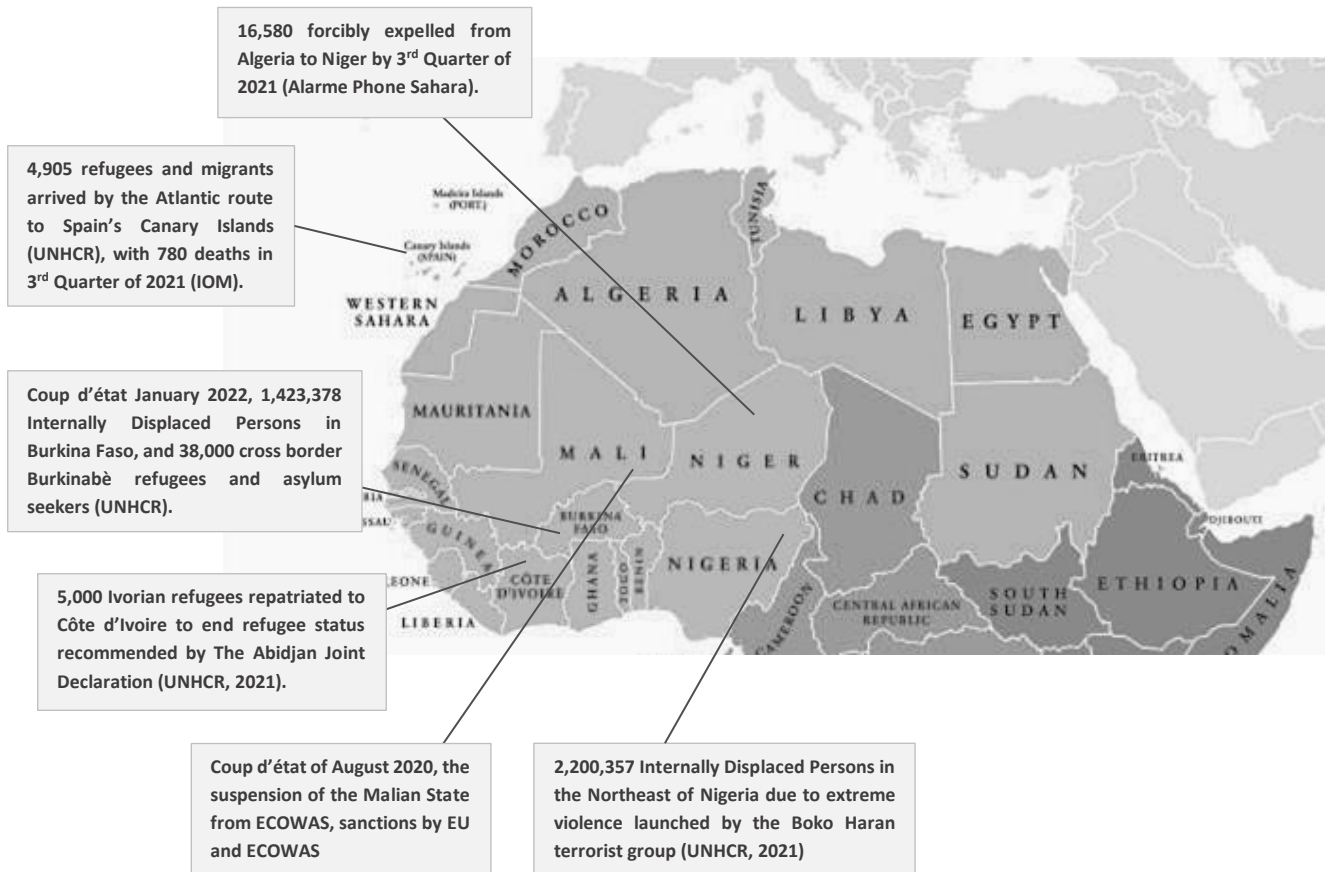 16,580 forcibly expelled from
Algeria to Niger by 3rd Quarter of
2021 (Alarme Phone Sahara).
4,905 refugees and migrants
arrived by the Atlantic route
to Spain's Canary Islands
(UNHCR), with 780 deaths in
3rd Quarter of 2021 (IOM).
Coup d'état January 2022, 1,423,378
Internally Displaced Persons in
Burkina Faso, and 38,000 cross border
Burkinabè refugees and asylum
seekers (UNHCR).
5,000 Ivorian refugees repatriated to
Côte d'Ivoire to end refugee status
recommended by The Abidjan Joint
Declaration (UNHCR, 2021).
Coup d'état of August 2020, the
suspension of the Malian State
from ECOWAS, sanctions by EU
and ECOWAS
2,200,357 Internally Displaced Persons in
the Northeast of Nigeria due to extreme
violence launched by the Boko Haran
terrorist group (UNHCR, 2021)
Madeira Islands
(PORT.)
Canary Islands
(SPAIN)
MOROCCO
TUNISIA
ALGERIA
LIBYA
EGYPT
WESTERN
SAHARA
MAURITANIA
MALI
NIGER
CHAD
SUDAN
ERITREA
DJIBOUTI
SENEGAL
BIA
SSAU
GUINEA
EONE
LIBERIA
CÔTE
D'IVOIRE
BURKINA
FASO
GHANA
TOGO
BENIN
NIGERIA
CAMEROON
CENTRAL AFRICAN
REPUBLIC
SOUTH
SUDAN
ETHIOPIA
OMALIA